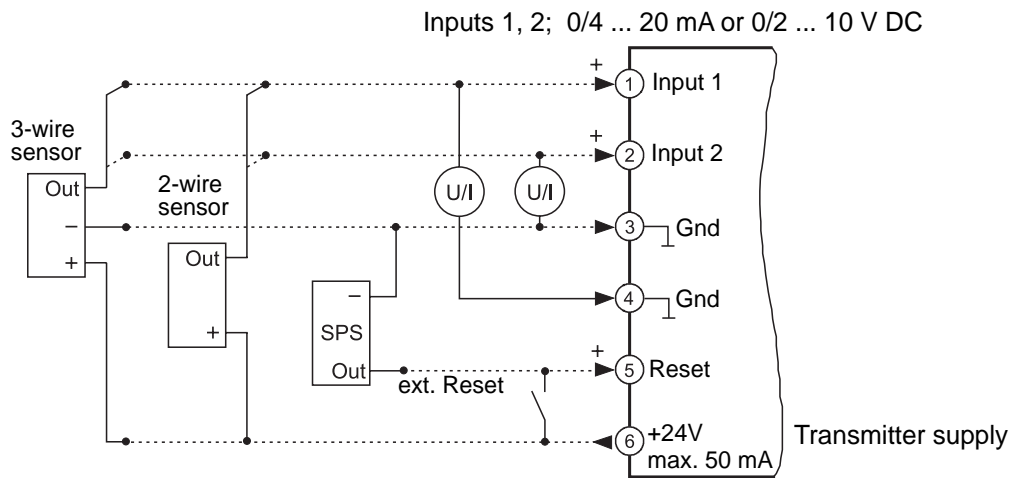 Inputs 1, 2; 0/4 ... 20 mA or 0/2 ... 10 V DC
+
1 Input 1
3-wire
sensor
+
2 Input 2
Out
2-wire
sensor
U/I
U/I
−
3 Gnd
+
Out
−
4 Gnd
+
SPS
+
Out
ext. Reset
5 Reset
6 +24V
max. 50 mA
Transmitter supply